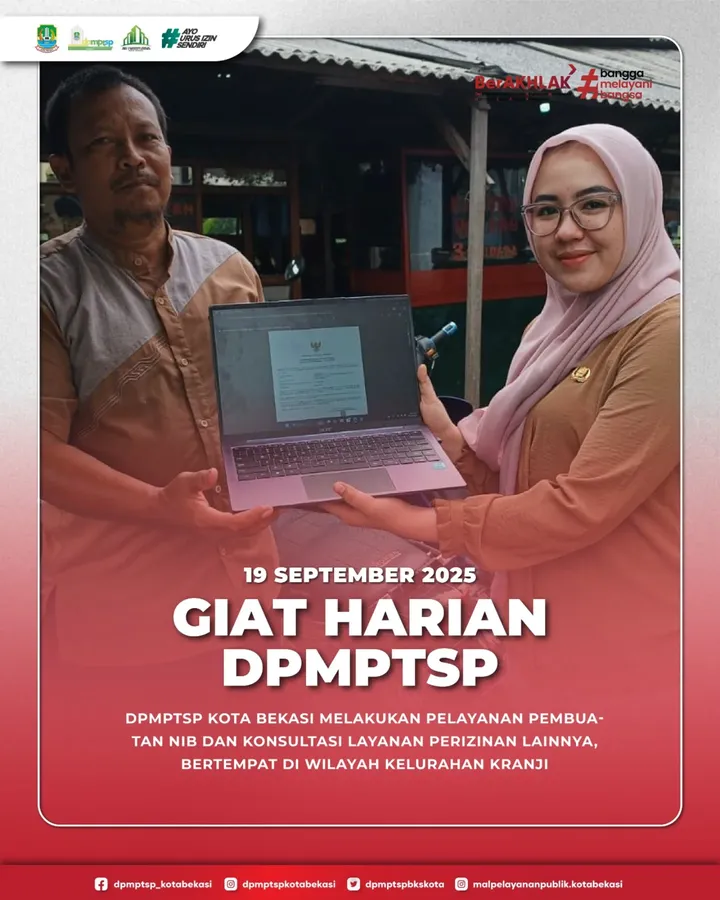 dpmptsp
#AYO
URUS IZIN
SENDIRI
BerAKHLAK
#bangga
melayani
bangsa
19 SEPTEMBER 2025
GIAT HARIAN
DPMPTSP
DPMPTSP KOTA BEKASI MELAKUKAN PELAYANAN PEMBUA-
TAN NIB DAN KONSULTASI LAYANAN PERIZINAN LAINNYA,
BERTEMPAT DI WILAYAH KELURAHAN KRANJI
dpmptsp_kotabekasi dpmptspkotabekasi dpmptspbkskota malpelayananpublik.kotabekasi